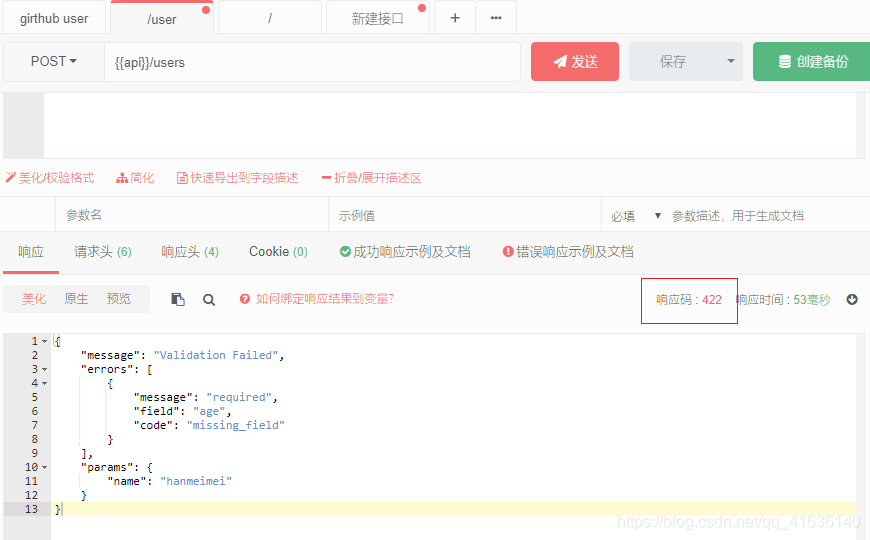 girthub user /user / 新建接口 + •••
POST {{api}}/users 发送 保存 创建备份
美化/校验格式 简化 快速导出到字段描述 折叠/展开描述区
参数名 示例值 必填 参数描述，用于生成文档
响应 请求头 (6) 响应头 (4) Cookie (0) 成功响应示例及文档 错误响应示例及文档
美化 原生 预览 如何绑定响应结果到变量? 响应码 : 422 响应时间 : 53毫秒
1 {
2 "message": "Validation Failed",
3 "errors": [
4 {
5 "message": "required",
6 "field": "age",
7 "code": "missing_field"
8 }
9 ],
10 "params": {
11 "name": "hanmeimei"
12 }
13 }
https://blog.csdn.net/qq_41636140